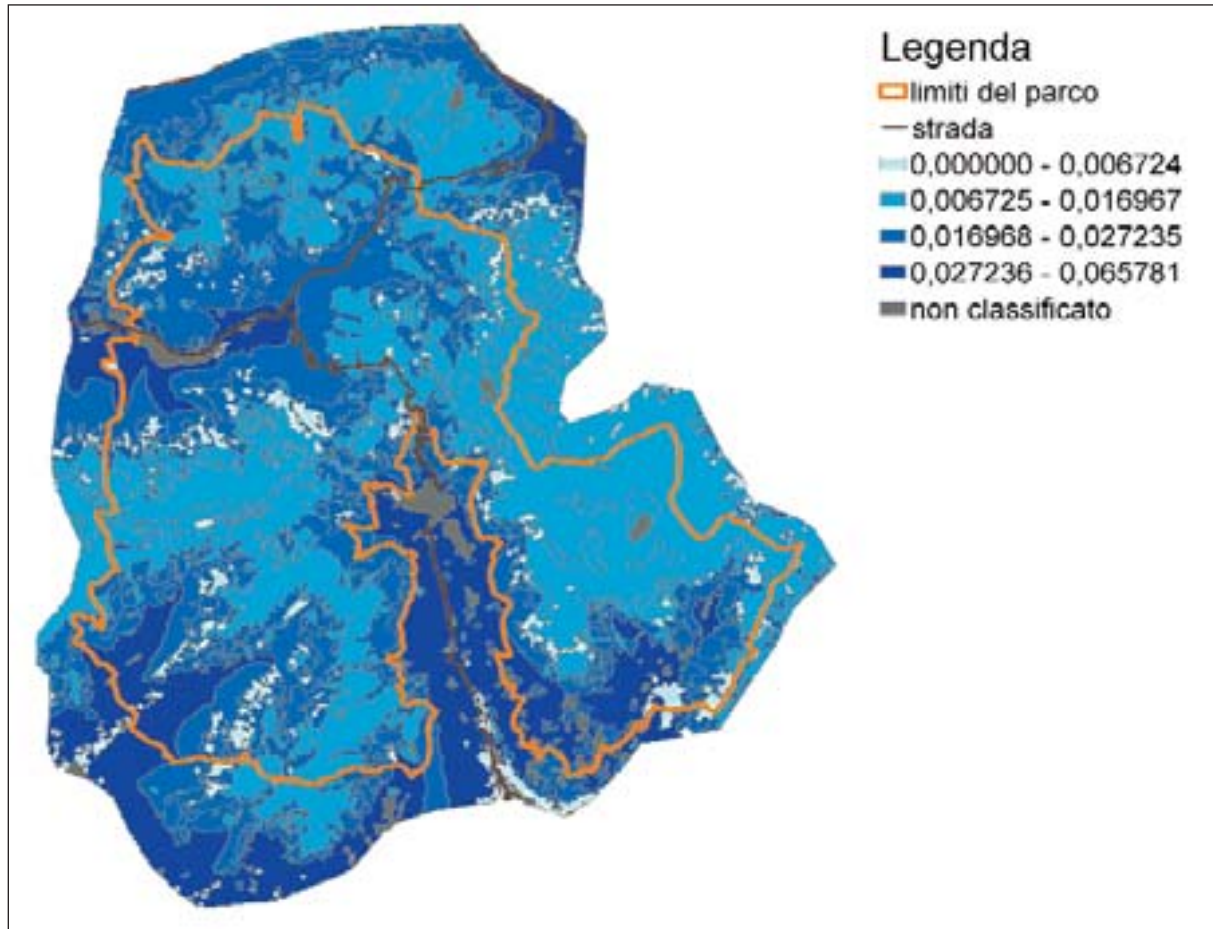 Legenda
limiti del parco
strada
0,000000 - 0,006724
0,006725 - 0,016967
0,016968 - 0,027235
0,027236 - 0,065781
non classificato